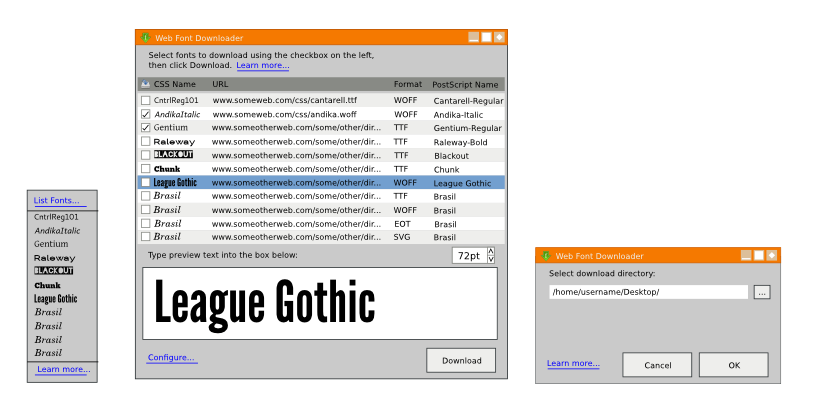 List Fonts...
CntrlReg101
AndikaItalic
Gentium
Raleway
BLACKOUT
Chunk
League Gothic
Brasil
Brasil
Brasil
Brasil
Learn more...
Web Font Downloader
Select fonts to download using the checkbox on the left,
then click Download. Learn more...
CSS Name URL Format PostScript Name
CntrlReg101 www.someweb.com/css/cantarell.ttf WOFF Cantarell-Regular
AndikaItalic www.someweb.com/css/andika.woff WOFF Andika-Italic
Gentium www.someotherweb.com/some/other/dir... TTF Gentium-Regular
Raleway www.someotherweb.com/some/other/dir... TTF Raleway-Bold
BLACKOUT www.someotherweb.com/some/other/dir... TTF Blackout
Chunk www.someotherweb.com/some/other/dir... TTF Chunk
League Gothic www.someotherweb.com/some/other/dir... WOFF League Gothic
Brasil www.someotherweb.com/some/other/dir... TTF Brasil
Brasil www.someotherweb.com/some/other/dir... WOFF Brasil
Brasil www.someotherweb.com/some/other/dir... EOT Brasil
Brasil www.someotherweb.com/some/other/dir... SVG Brasil
Type preview text into the box below: 72pt
League Gothic
Configure... Download
Web Font Downloader
Select download directory:
/home/username/Desktop/ ...
Learn more... Cancel OK